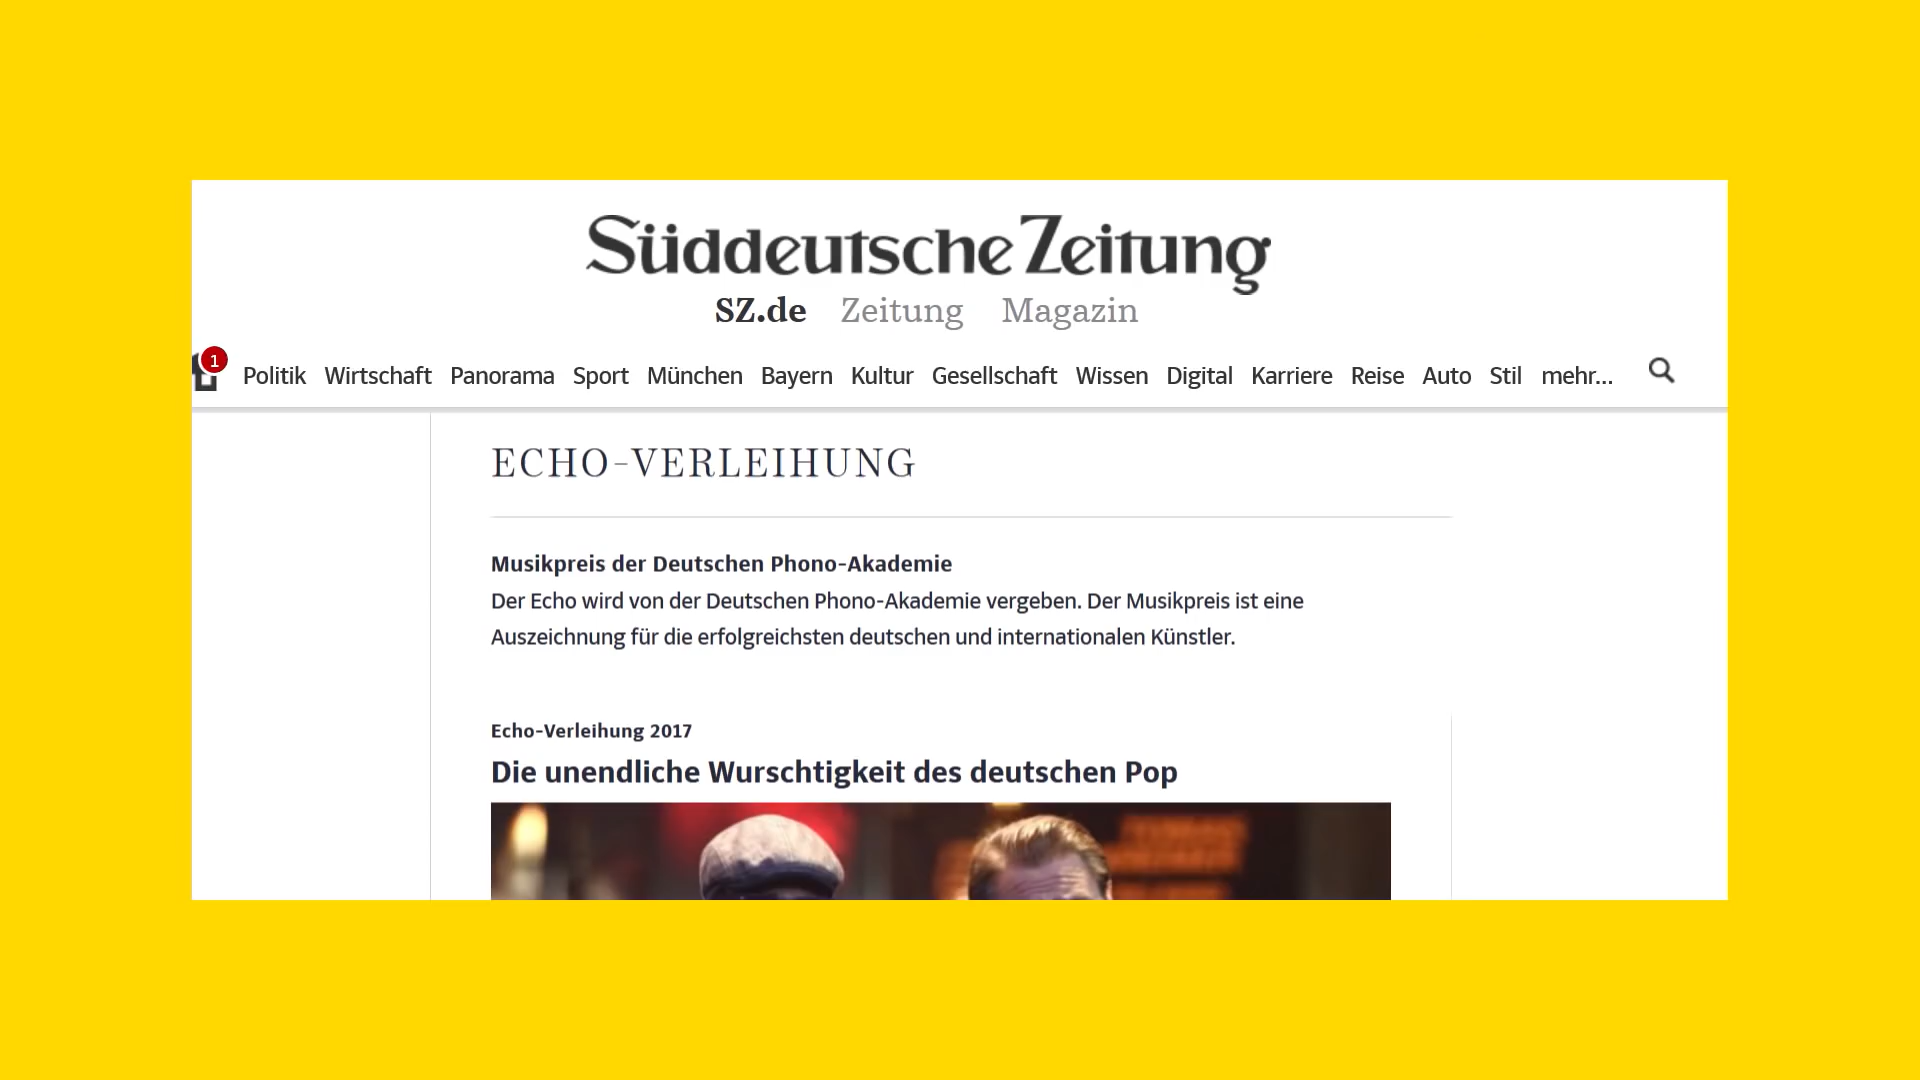 Süddeutsche Zeitung
SZ.de Zeitung Magazin
1 Politik Wirtschaft Panorama Sport München Bayern Kultur Gesellschaft Wissen Digital Karriere Reise Auto Stil mehr...
ECHO-VERLEIHUNG
Musikpreis der Deutschen Phono-Akademie
Der Echo wird von der Deutschen Phono-Akademie vergeben. Der Musikpreis ist eine
Auszeichnung für die erfolgreichsten deutschen und internationalen Künstler.
Echo-Verleihung 2017
Die unendliche Wurschtigkeit des deutschen Pop